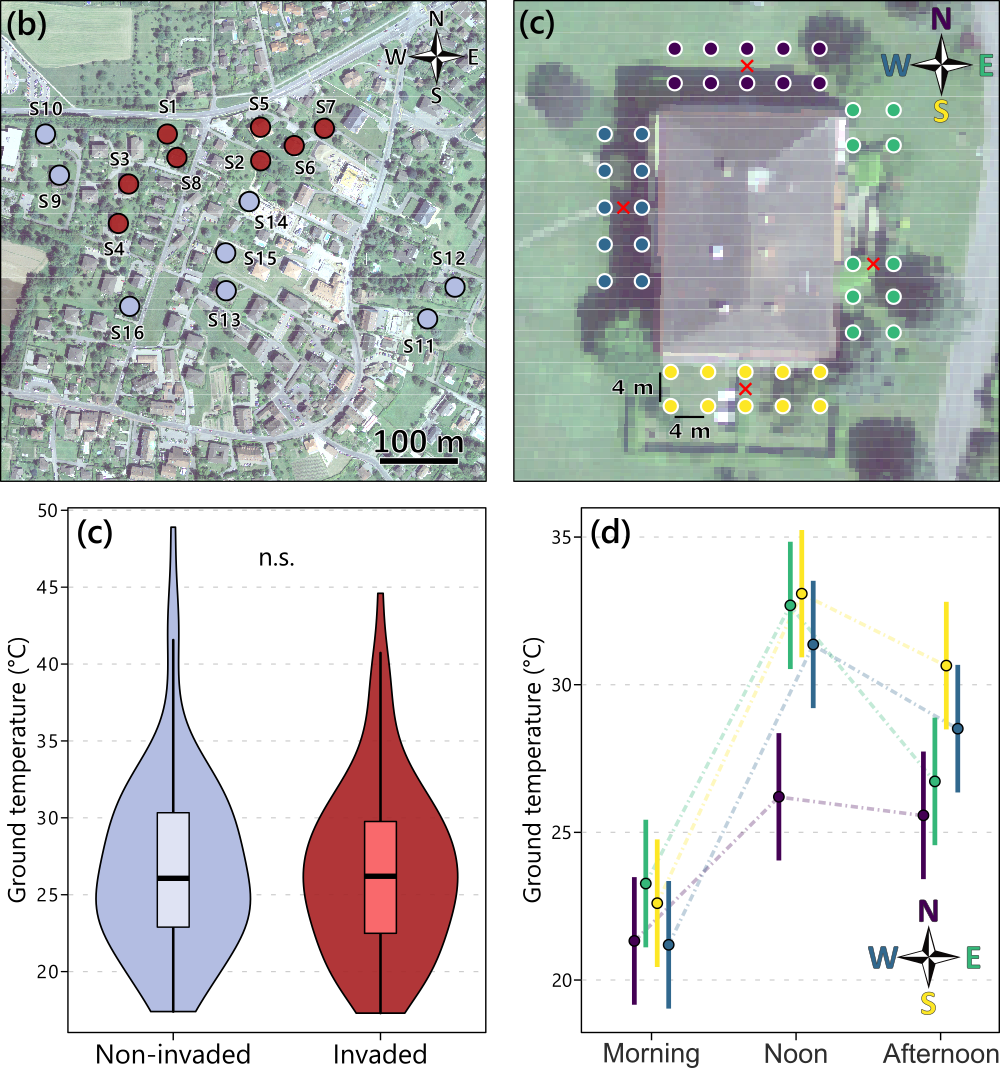 (b)
N
W E
S
S10
S1
S5
S7
S3
S2
S6
S8
S9
S14
S4
S15
S12
S13
S16
S11
100 m
(c)
N
W E
S
4 m
4 m
(c)
n.s.
Ground temperature (°C)
50
45
40
35
30
25
20
Non-invaded Invaded
(d)
Ground temperature (°C)
35
30
25
20
N
W E
S
Morning Noon Afternoon